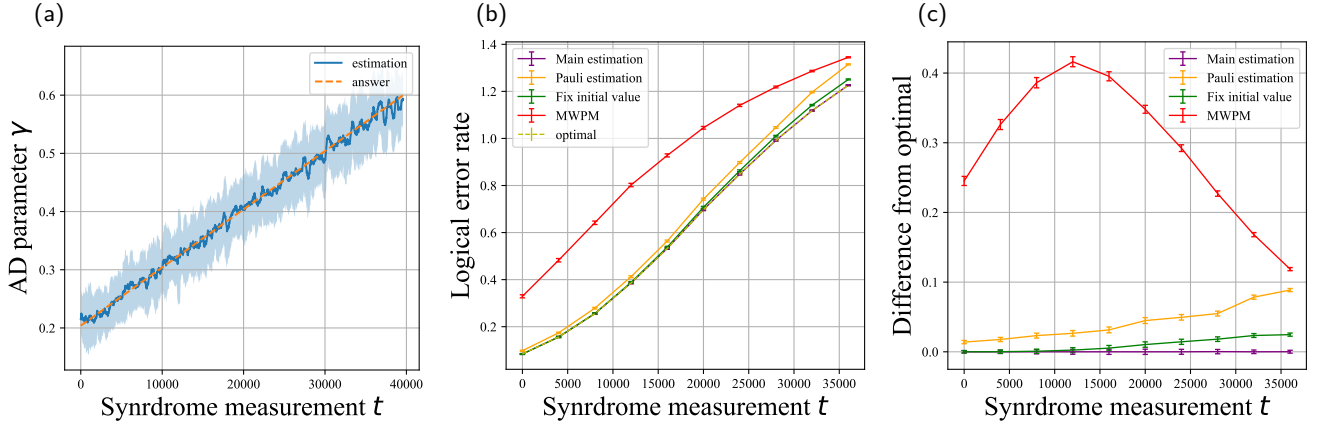 (a)
AD parameter γ
0.6
0.5
0.4
0.3
0.2
estimation
answer
0
10000
20000
30000
40000
Synrdrome measurement t
(b)
Logical error rate
1.4
1.2
1.0
0.8
0.6
0.4
0.2
Main estimation
Pauli estimation
Fix initial value
MWPM
optimal
0
5000
10000
15000
20000
25000
30000
35000
Synrdrome measurement t
(c)
Difference from optimal
0.4
0.3
0.2
0.1
0.0
Main estimation
Pauli estimation
Fix initial value
MWPM
0
5000
10000
15000
20000
25000
30000
35000
Synrdrome measurement t